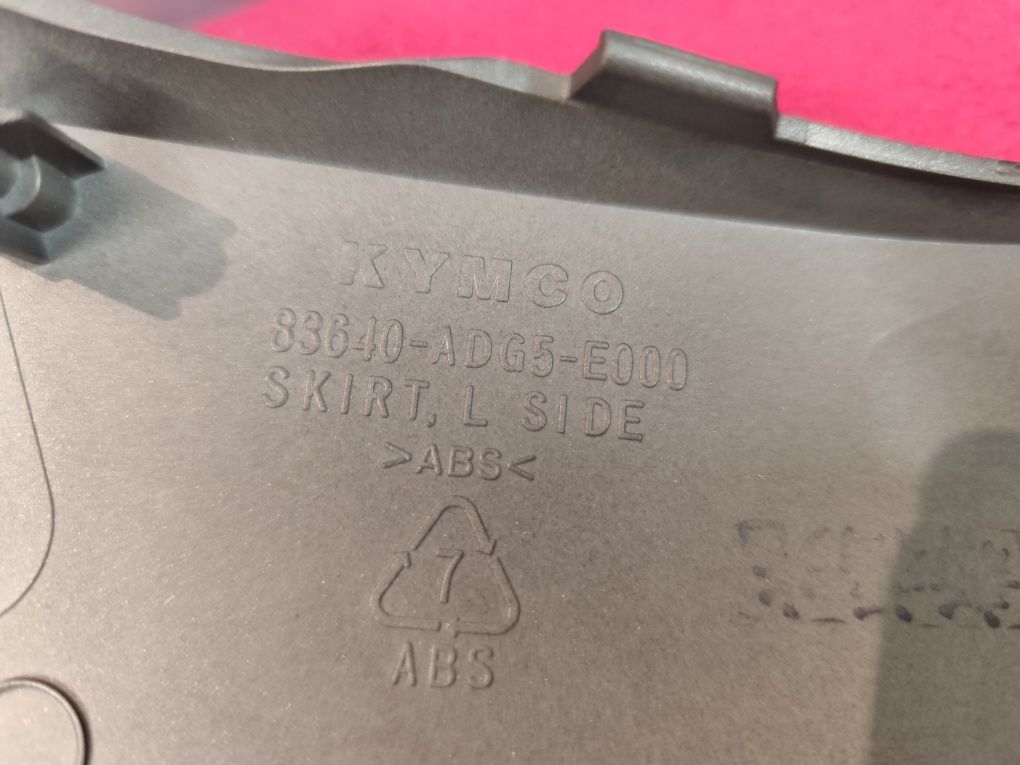 KYMCO
83640-ADG5-E000
SKIRT, L SIDE
>ABS<
7
ABS